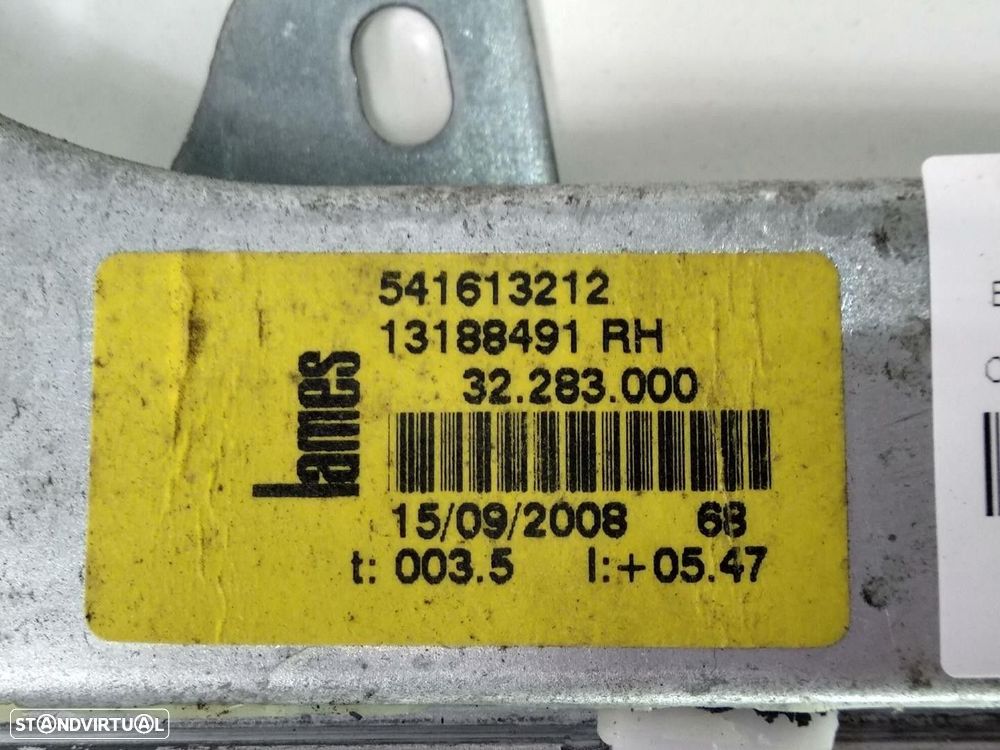 541613212
13188491 RH
32.283.000
lames
15/09/2008 68
t: 003.5 l:+05.47
STANDVIRTUAL